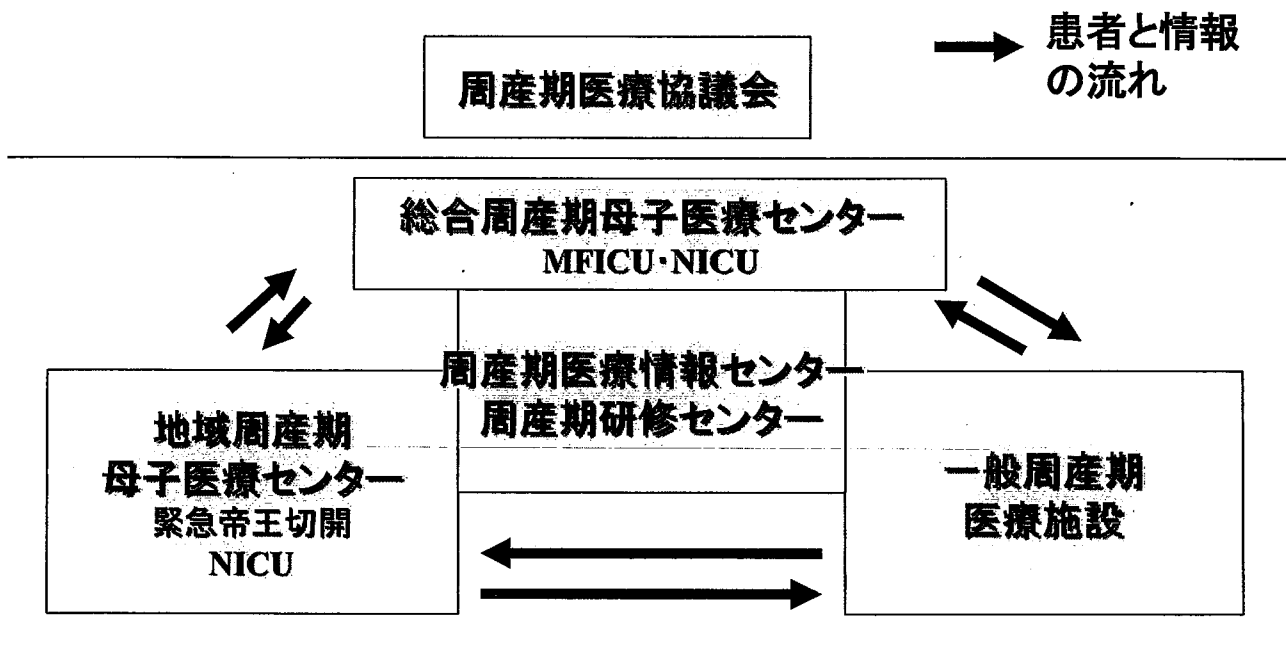 患者と情報
の流れ
周産期医療協議会
総合周産期母子医療センター
MFICU・NICU
周産期医療情報センター
周産期研修センター
地域周産期
母子医療センター
緊急帝王切開
NICU
一般周産期
医療施設